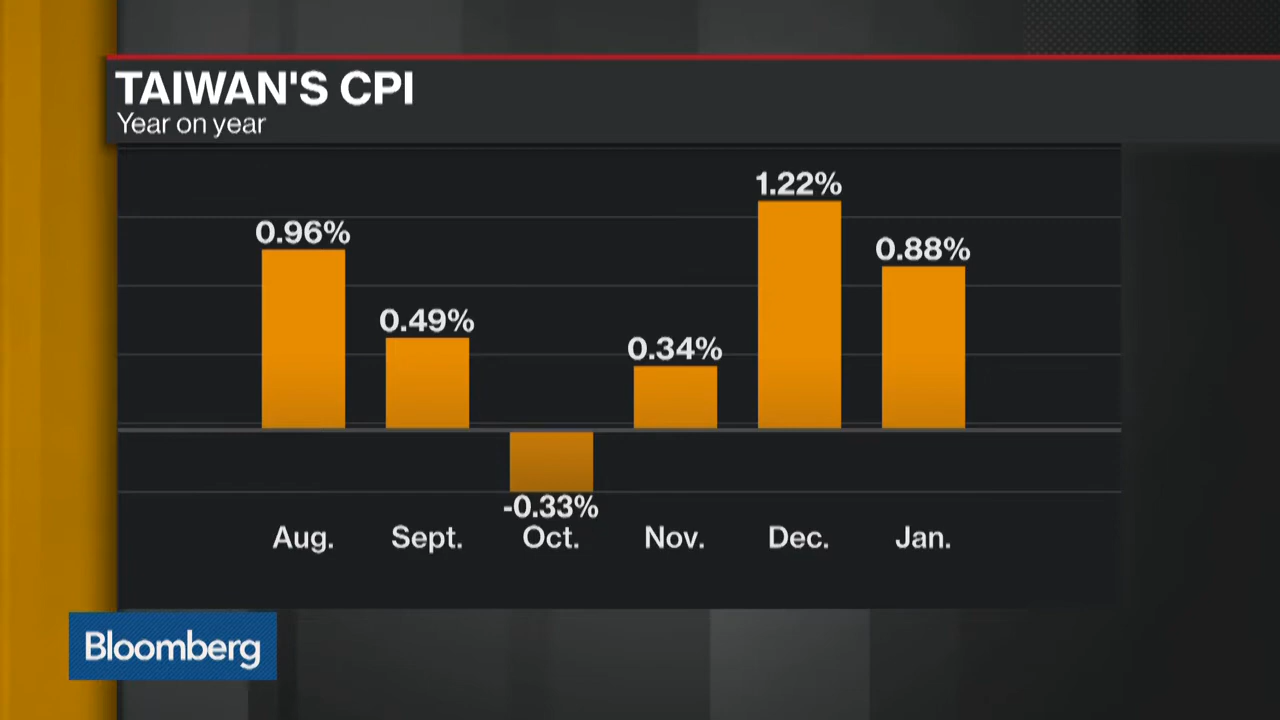 TAIWAN'S CPI
Year on year
0.96%
0.49%
-0.33%
0.34%
1.22%
0.88%
Aug. Sept. Oct. Nov. Dec. Jan.
Bloomberg